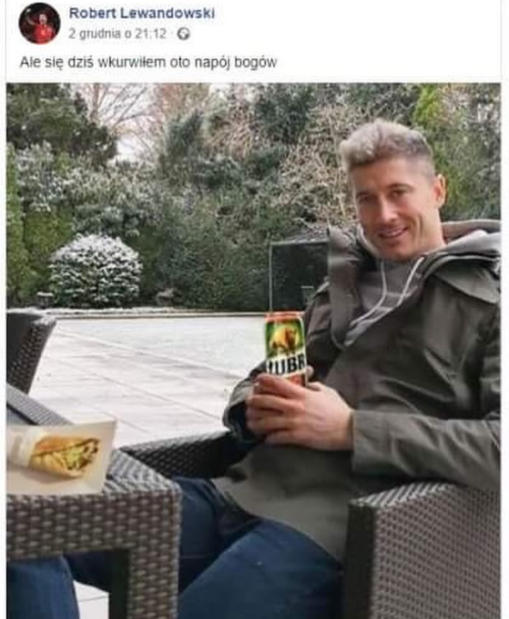 Robert Lewandowski
2 grudnia o 21:12 ·
Ale się dziś wkurwiłem oto napój bogów
ŻUBR